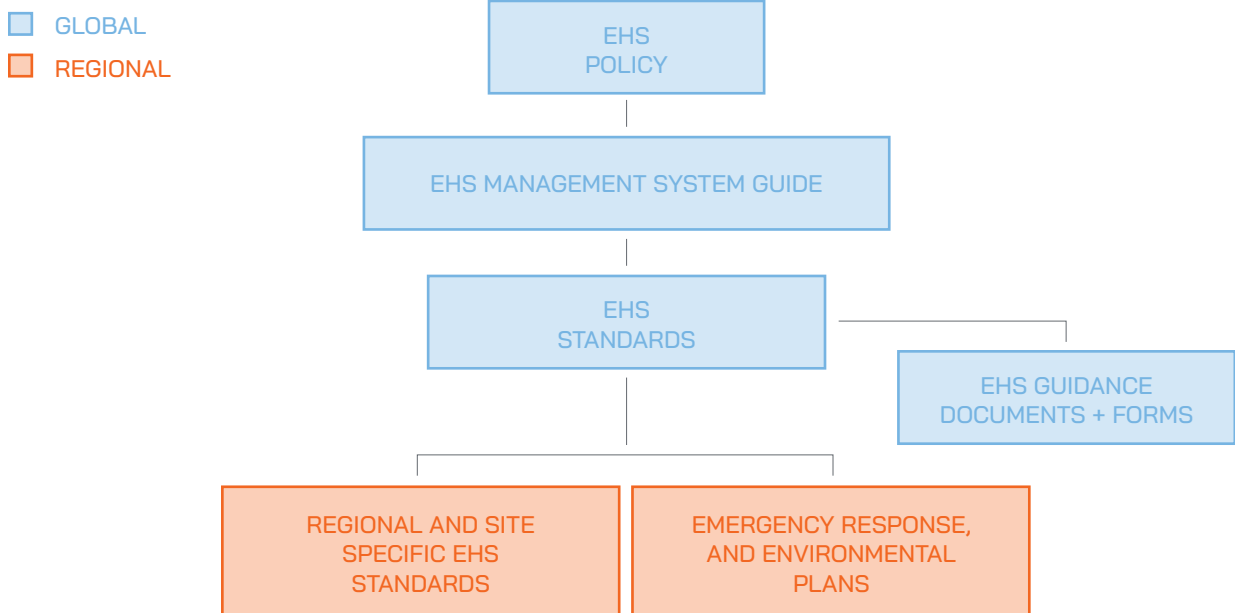 GLOBAL
REGIONAL
EHS
POLICY
EHS MANAGEMENT SYSTEM GUIDE
EHS
STANDARDS
EHS GUIDANCE
DOCUMENTS + FORMS
REGIONAL AND SITE
SPECIFIC EHS
STANDARDS
EMERGENCY RESPONSE,
AND ENVIRONMENTAL
PLANS